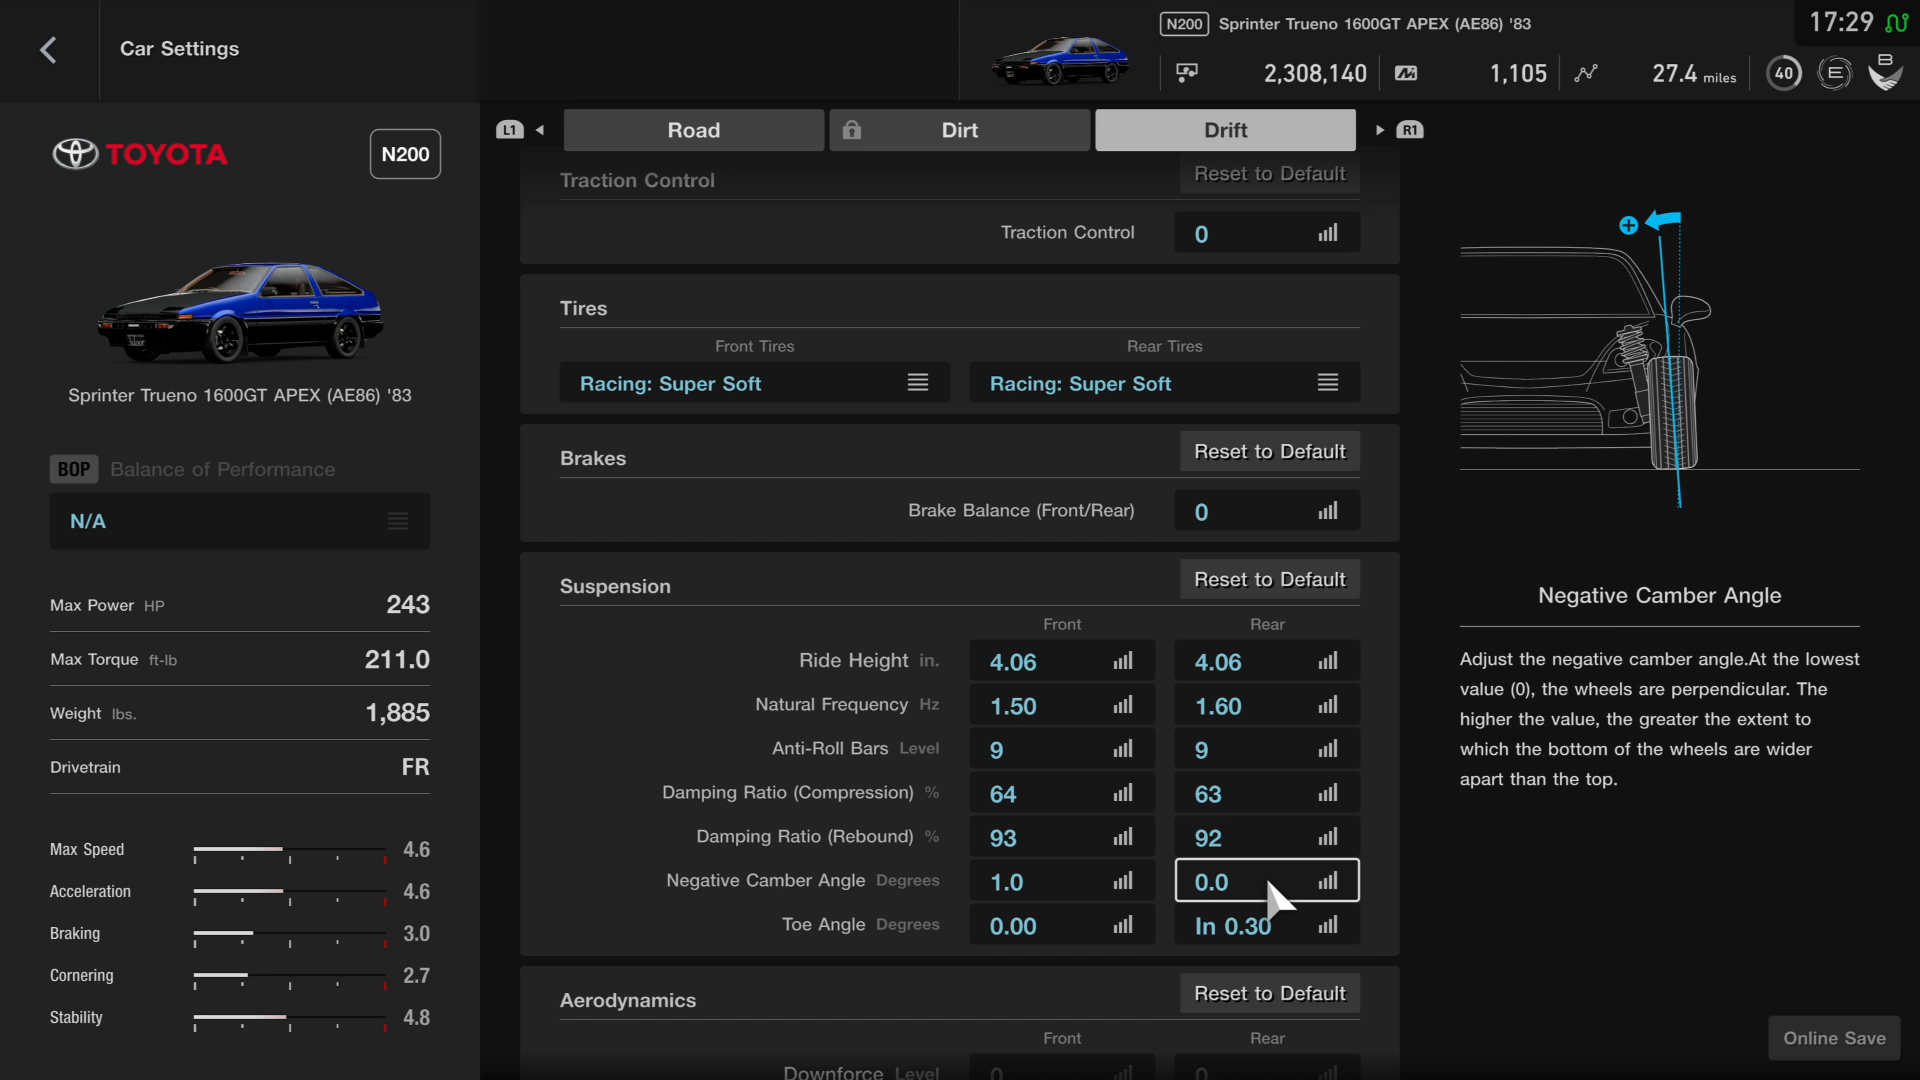 Car Settings
N200 Sprinter Trueno 1600GT APEX (AE86) '83
17:29
2,308,140
1,105
27.4 miles
40
E
B
TOYOTA
N200
Sprinter Trueno 1600GT APEX (AE86) '83
BOP Balance of Performance
N/A
Max Power HP 243
Max Torque ft-lb 211.0
Weight lbs. 1,885
Drivetrain FR
Max Speed 4.6
Acceleration 4.6
Braking 3.0
Cornering 2.7
Stability 4.8
L1 Road Dirt Drift R1
Traction Control Reset to Default
Traction Control 0
Tires
Front Tires Rear Tires
Racing: Super Soft Racing: Super Soft
Brakes Reset to Default
Brake Balance (Front/Rear) 0
Suspension Reset to Default
Front Rear
Ride Height in. 4.06 4.06
Natural Frequency Hz 1.50 1.60
Anti-Roll Bars Level 9 9
Damping Ratio (Compression) % 64 63
Damping Ratio (Rebound) % 93 92
Negative Camber Angle Degrees 1.0 0.0
Toe Angle Degrees 0.00 In 0.30
Aerodynamics Reset to Default
Front Rear
Downforce Level 0 0
Negative Camber Angle
Adjust the negative camber angle.At the lowest
value (0), the wheels are perpendicular. The
higher the value, the greater the extent to
which the bottom of the wheels are wider
apart than the top.
Online Save